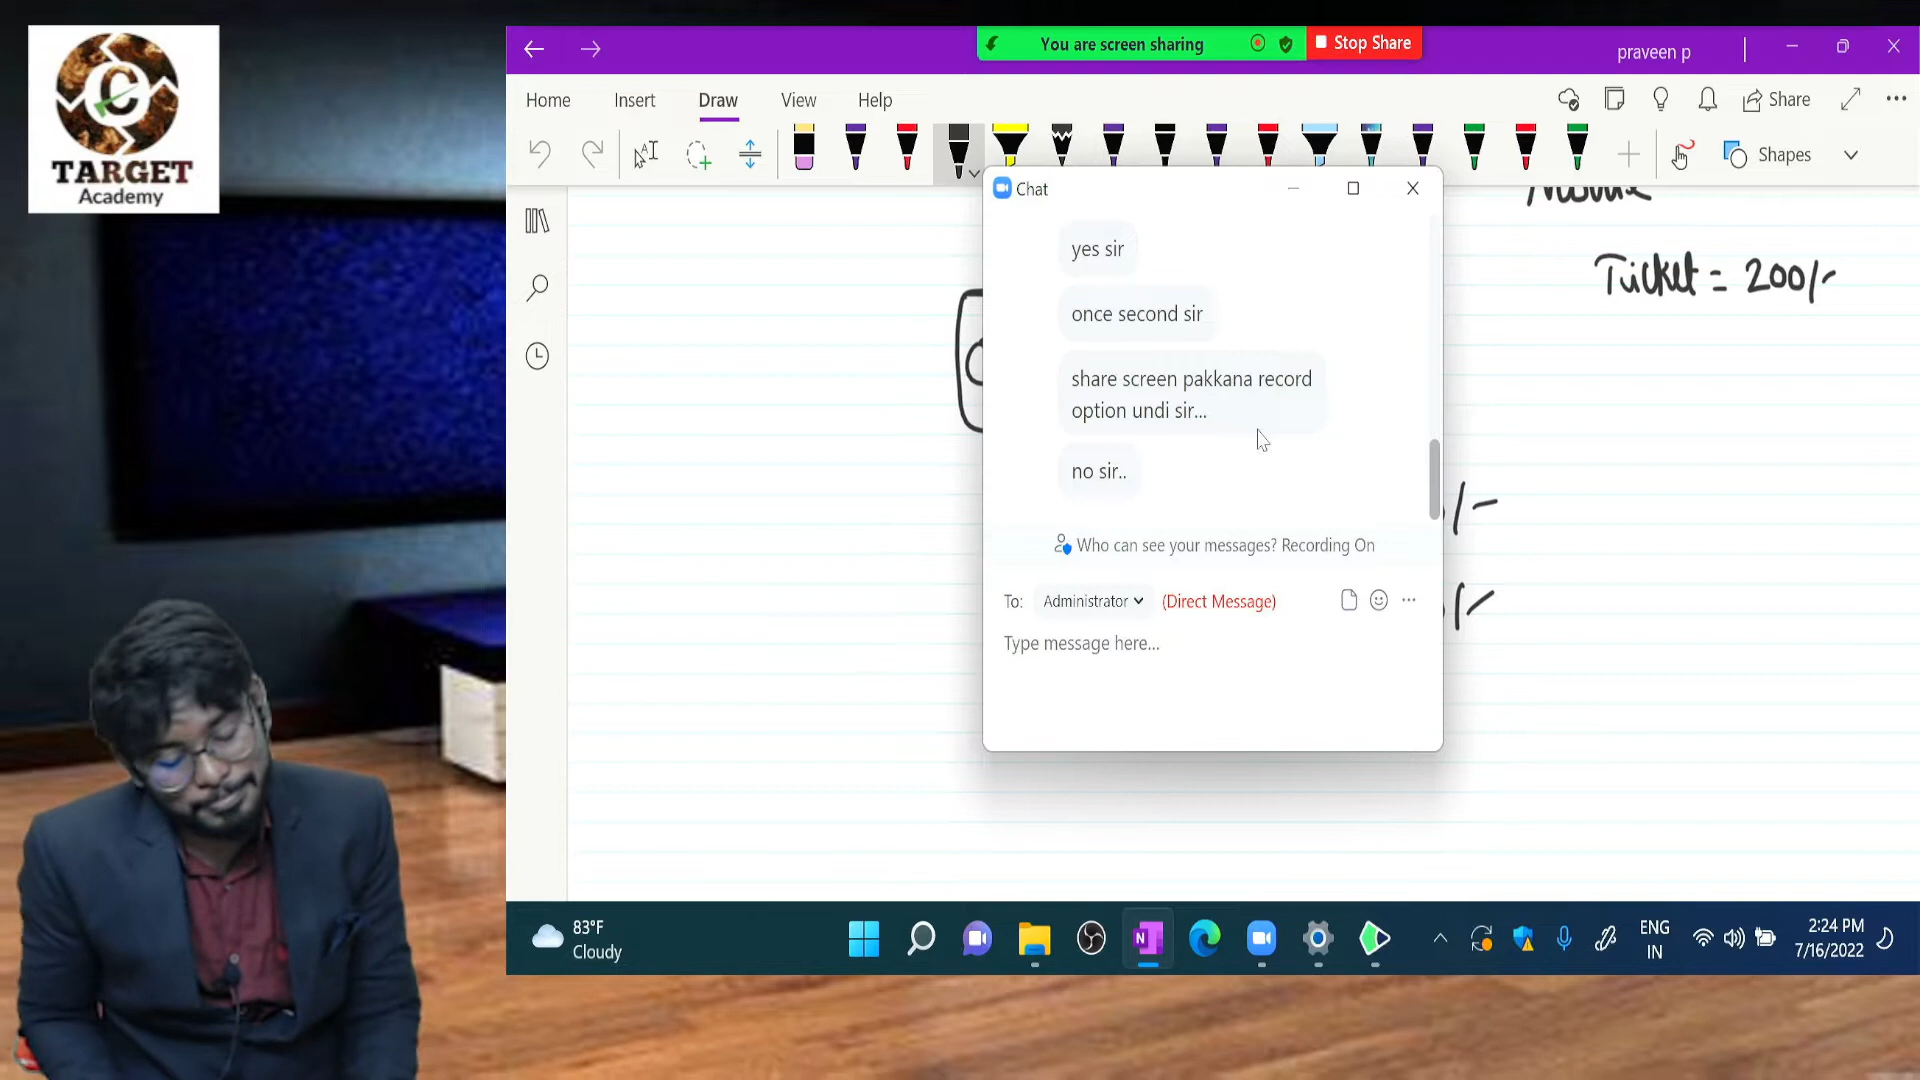 C
TARGET
Academy
You are screen sharing
Stop Share
praveen p
Home
Insert
Draw
View
Help
Share
Shapes
Chat
yes sir
once second sir
share screen pakkana record
option undi sir...
no sir..
Who can see your messages? Recording On
To:
Administrator
(Direct Message)
Type message here...
Ticket = 200/-
/-
/-
83°F
Cloudy
ENG
IN
2:24 PM
7/16/2022